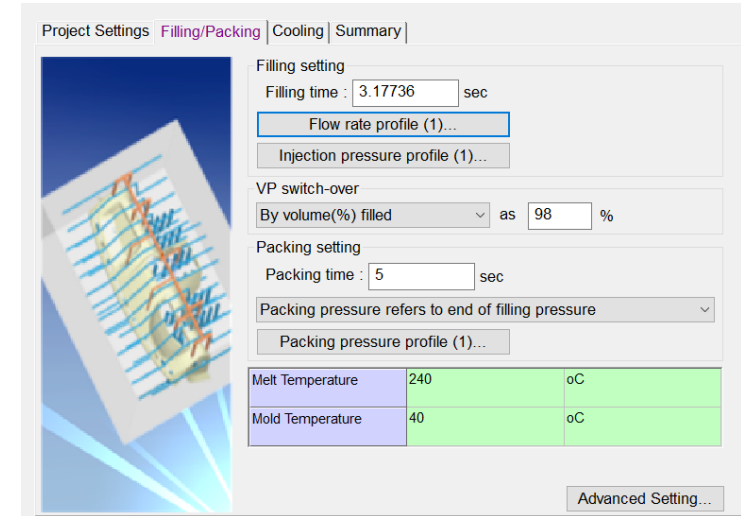 Project Settings Filling/Packing Cooling Summary
Filling setting
Filling time : 3.17736 sec
Flow rate profile (1)...
Injection pressure profile (1)...
VP switch-over
By volume(%) filled as 98 %
Packing setting
Packing time : 5 sec
Packing pressure refers to end of filling pressure
Packing pressure profile (1)...
Melt Temperature 240 oC
Mold Temperature 40 oC
Advanced Setting...